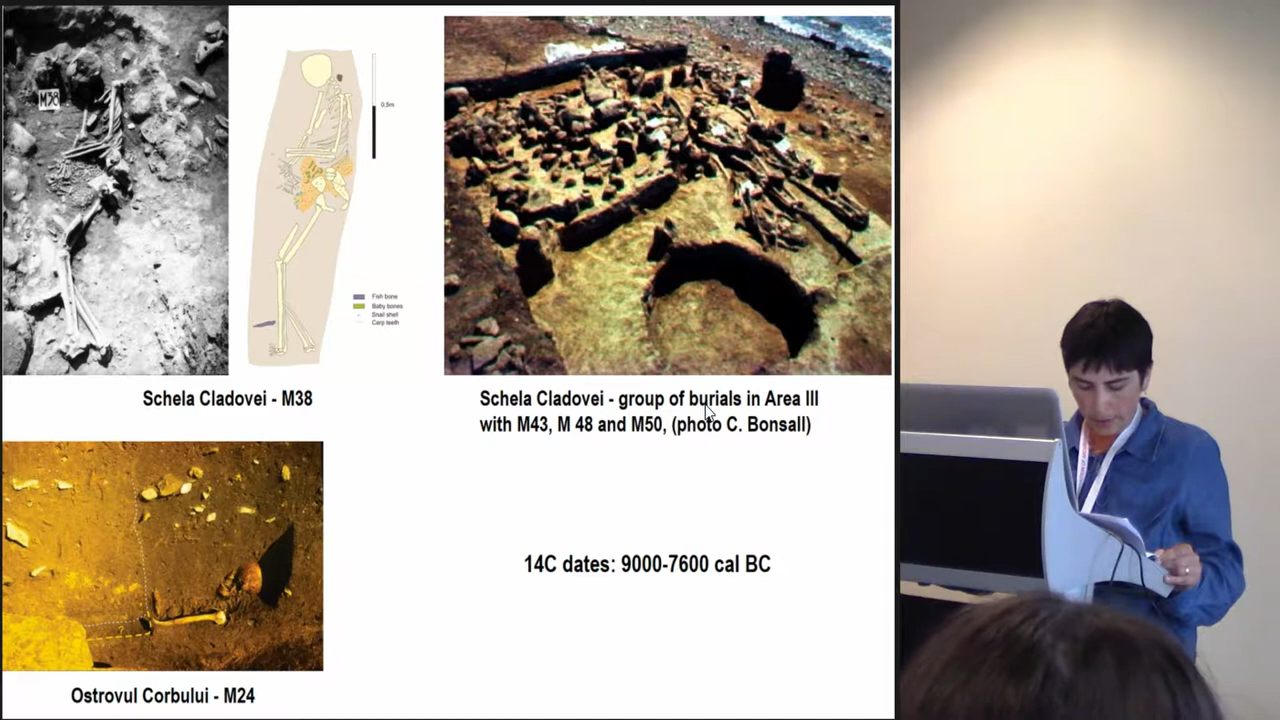 M38
0.5m
Fish bone
Baby bones
Snail shell
Carp teeth
Schela Cladovei - M38
Schela Cladovei - group of burials in Area III
with M43, M 48 and M50, (photo C. Bonsall)
?
14C dates: 9000-7600 cal BC
Ostrovul Corbului - M24